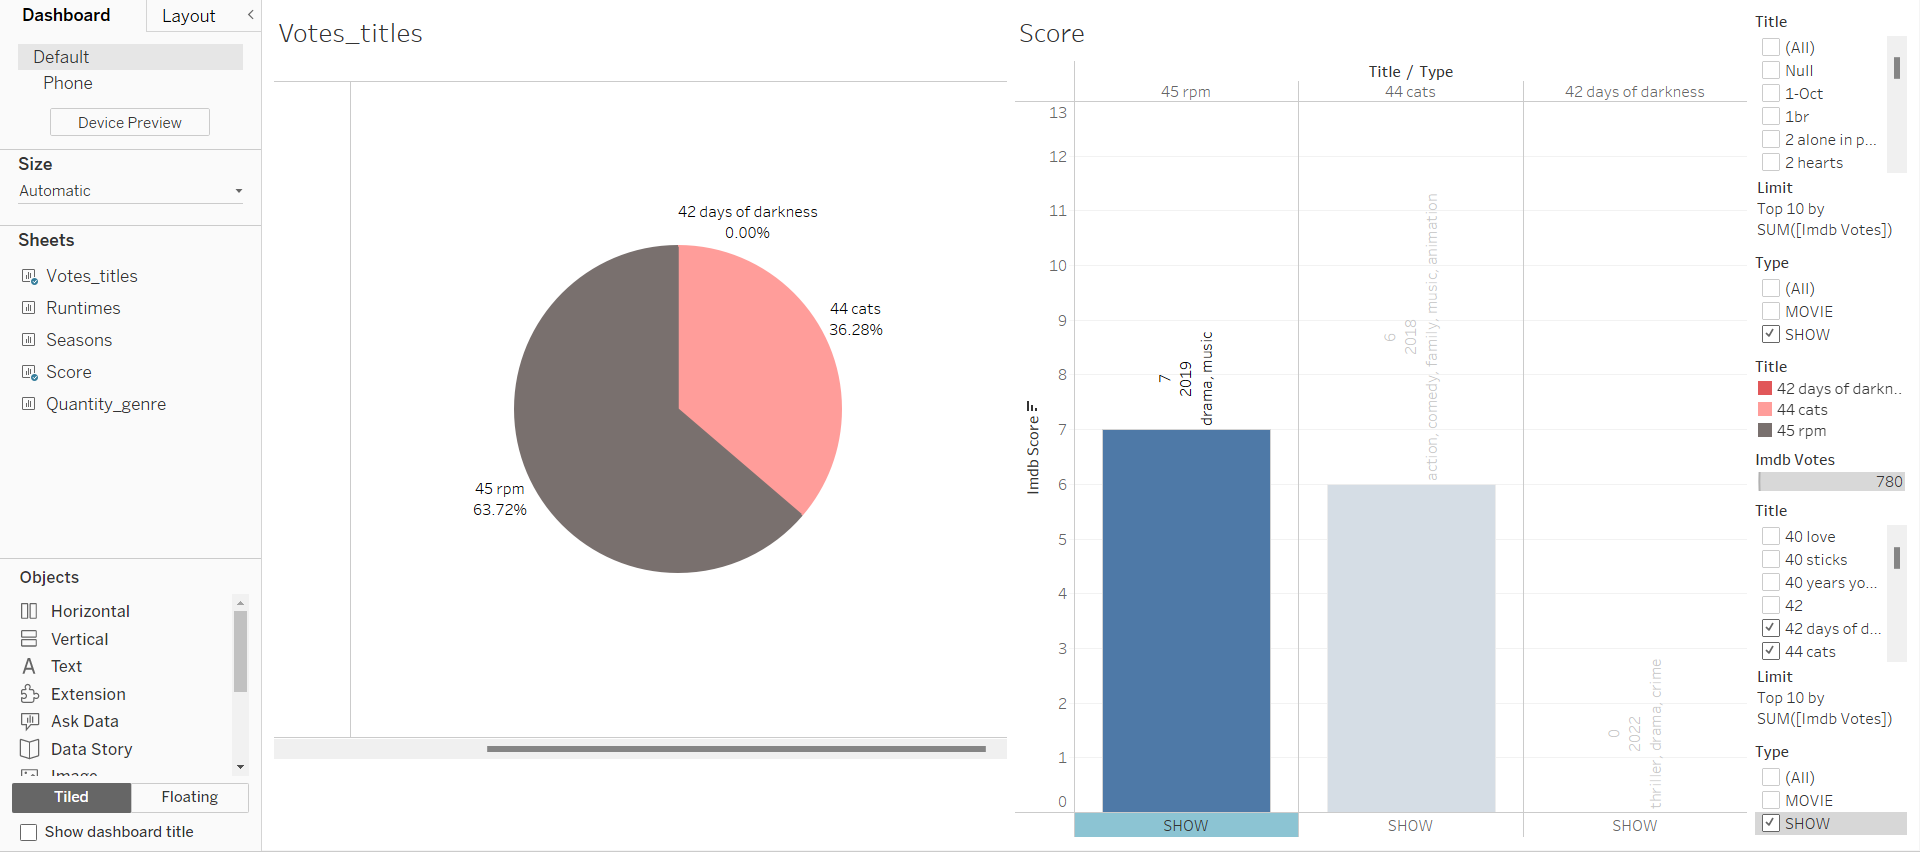 Dashboard
Layout
Default
Phone
Device Preview
Size
Automatic
Sheets
Votes_titles
Runtimes
Seasons
Score
Quantity_genre
Objects
Horizontal
Vertical
Text
Extension
Ask Data
Data Story
Image
Tiled
Floating
Show dashboard title
Votes_titles
42 days of darkness
0.00%
44 cats
36.28%
45 rpm
63.72%
Score
Title / Type
45 rpm
44 cats
42 days of darkness
Imdb Score
13
12
11
10
9
8
7
6
5
4
3
2
1
0
7
2019
drama, music
6
2018
action, comedy, family, music, animation
0
2022
thriller, drama, crime
SHOW
SHOW
SHOW
Title
(All)
Null
1-Oct
1br
2 alone in p...
2 hearts
Limit
Top 10 by
SUM([Imdb Votes])
Type
(All)
MOVIE
SHOW
Title
42 days of darkn..
44 cats
45 rpm
Imdb Votes
780
Title
40 love
40 sticks
40 years yo...
42
42 days of d...
44 cats
Limit
Top 10 by
SUM([Imdb Votes])
Type
(All)
MOVIE
SHOW